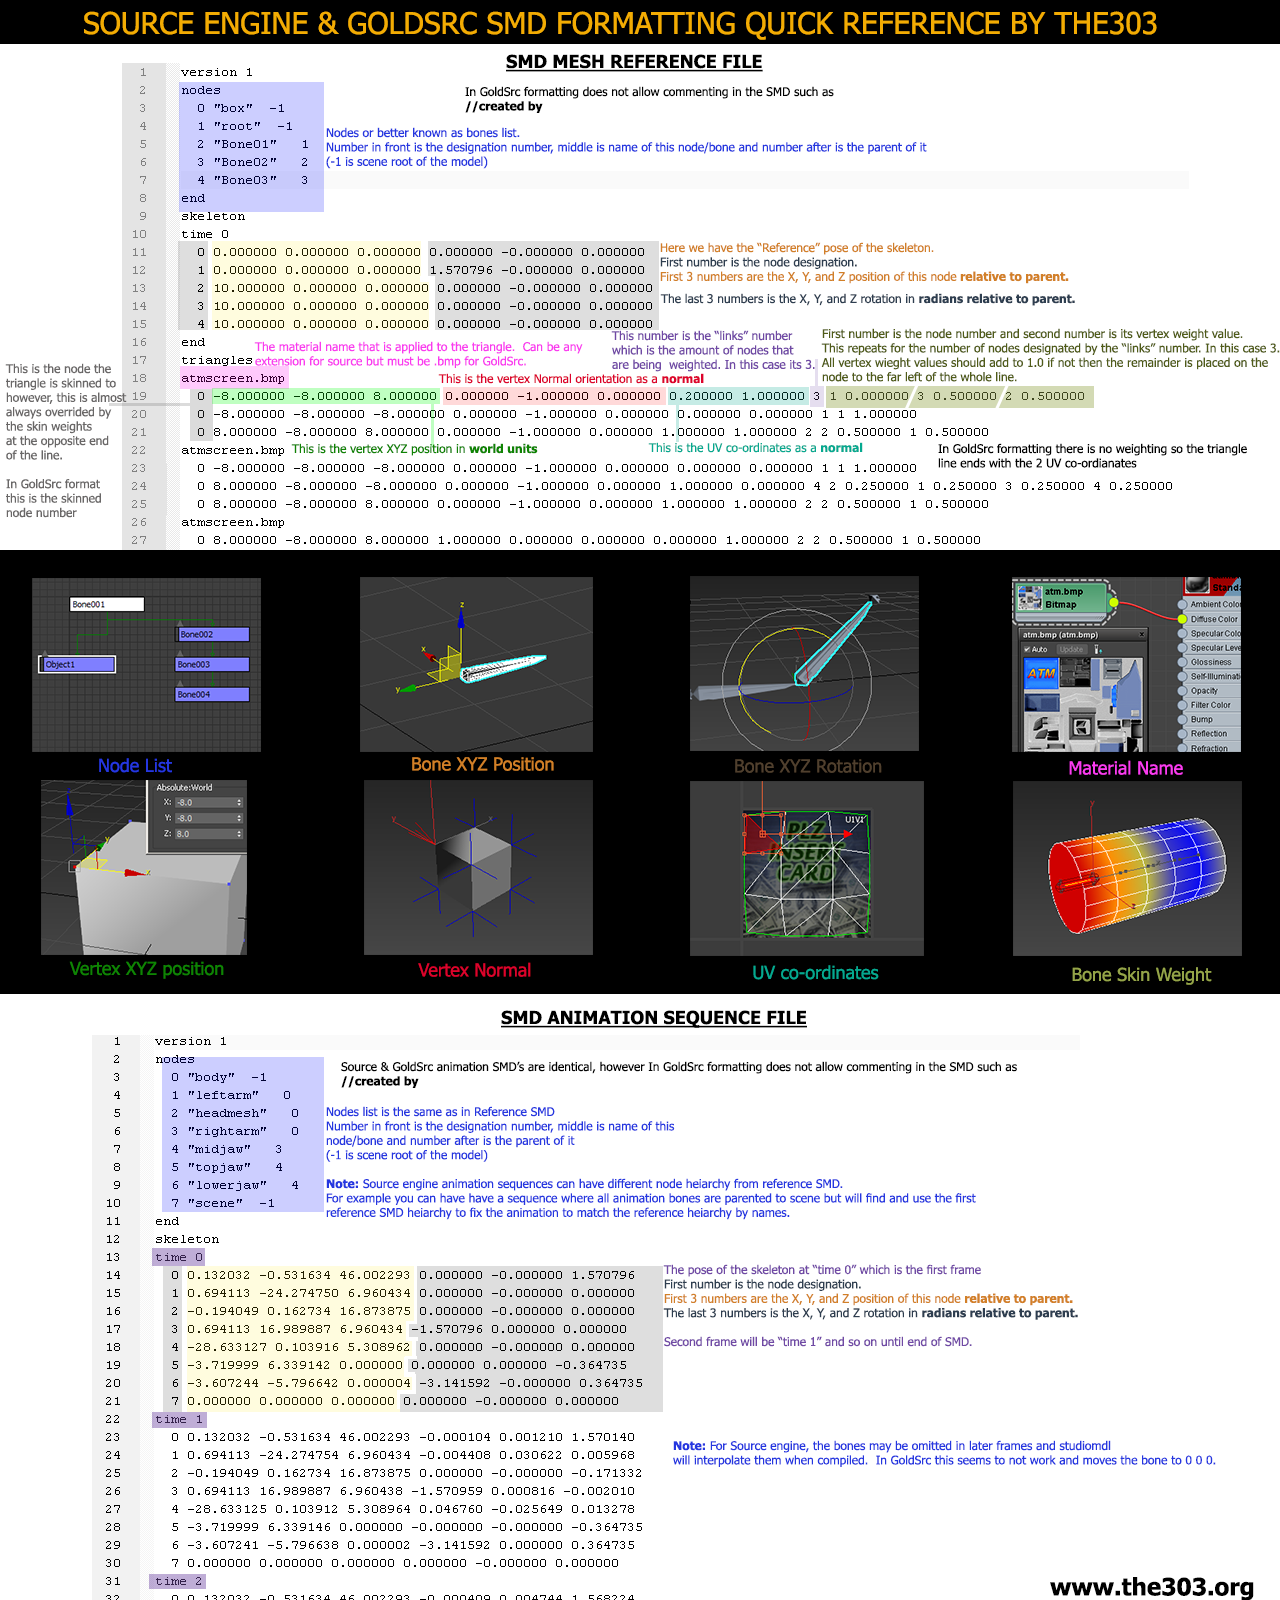 SOURCE ENGINE & GOLDSRC SMD FORMATTING QUICK REFERENCE BY THE303
SMD MESH REFERENCE FILE
1 version 1
2 nodes
3 0 "box" -1
4 1 "root" -1
5 2 "Bone01" 1
6 3 "Bone02" 2
7 4 "Bone03" 3
8 end
9 skeleton
10 time 0
11 0 0.000000 0.000000 0.000000 0.000000 -0.000000 0.000000
12 1 0.000000 0.000000 0.000000 1.570796 -0.000000 0.000000
13 2 10.000000 0.000000 0.000000 0.000000 -0.000000 0.000000
14 3 10.000000 0.000000 0.000000 0.000000 -0.000000 0.000000
15 4 10.000000 0.000000 0.000000 0.000000 -0.000000 0.000000
16 end
17 triangles
18 atmscreen.bmp
19 0 -8.000000 -8.000000 8.000000 0.000000 -1.000000 0.000000 0.200000 1.000000 3 1 0.000000 3 0.500000 2 0.500000
20 0 -8.000000 -8.000000 -8.000000 0.000000 -1.000000 0.000000 0.000000 0.000000 1 1 1.000000
21 0 8.000000 -8.000000 8.000000 0.000000 -1.000000 0.000000 1.000000 1.000000 2 2 0.500000 1 0.500000
22 atmscreen.bmp
23 0 -8.000000 -8.000000 -8.000000 0.000000 -1.000000 0.000000 0.000000 0.000000 1 1 1.000000
24 0 8.000000 -8.000000 -8.000000 0.000000 -1.000000 0.000000 1.000000 0.000000 4 2 0.250000 1 0.250000 3 0.250000 4 0.250000
25 0 8.000000 -8.000000 8.000000 0.000000 -1.000000 0.000000 1.000000 1.000000 2 2 0.500000 1 0.500000
26 atmscreen.bmp
27 0 8.000000 -8.000000 8.000000 1.000000 0.000000 0.000000 0.000000 1.000000 2 2 0.500000 1 0.500000
In GoldSrc formatting does not allow commenting in the SMD such as
//created by
Nodes or better known as bones list.
Number in front is the designation number, middle is name of this node/bone and number after is the parent of it
(-1 is scene root of the model)
Here we have the "Reference" pose of the skeleton.
First number is the node designation.
First 3 numbers are the X, Y, and Z position of this node relative to parent.
The last 3 numbers is the X, Y, and Z rotation in radians relative to parent.
The material name that is applied to the triangle. Can be any
extension for source but must be .bmp for GoldSrc.
This number is the "links" number
which is the amount of nodes that
are being weighted. In this case its 3.
First number is the node number and second number is its vertex weight value.
This repeats for the number of nodes designated by the "links" number. In this case 3.
All vertex wieght values should add to 1.0 if not then the remainder is placed on the
node to the far left of the whole line.
This is the node the
triangle is skinned to
however, this is almost
always overrided by
the skin weights
at the opposite end
of the line.
In GoldSrc format
this is the skinned
node number
This is the vertex Normal orientation as a normal
This is the vertex XYZ position in world units
This is the UV co-ordinates as a normal
In GoldSrc formatting there is no weighting so the triangle
line ends with the 2 UV co-ordianates
Bone001
Bone002
Object1
Bone003
Bone004
Node List
z
x
y
Bone XYZ Position
Bone XYZ Rotation
atm.bmp
Bitmap
atm.bmp (atm.bmp)
Auto Update
ATM
Standa
Ambient Color
Diffuse Color
Specular Colo
Specular Leve
Glossiness
Self-Illuminati
Opacity
Filter Color
Bump
Reflection
Refraction
Material Name
Absolute:World
X: -8.0
Y: -8.0
Z: 8.0
Vertex XYZ position
Vertex Normal
U1V1
PLZ
INSERT
CARD
UV co-ordinates
Bone Skin Weight
SMD ANIMATION SEQUENCE FILE
1 version 1
2 nodes
3 0 "body" -1
4 1 "leftarm" 0
5 2 "headmesh" 0
6 3 "rightarm" 0
7 4 "midjaw" 3
8 5 "topjaw" 4
9 6 "lowerjaw" 4
10 7 "scene" -1
11 end
12 skeleton
13 time 0
14 0 0.132032 -0.531634 46.002293 0.000000 -0.000000 1.570796
15 1 0.694113 -24.274750 6.960434 0.000000 -0.000000 0.000000
16 2 -0.194049 0.162734 16.873875 0.000000 -0.000000 0.000000
17 3 0.694113 16.989887 6.960434 -1.570796 0.000000 0.000000
18 4 -28.633127 0.103916 5.308962 0.000000 -0.000000 0.000000
19 5 -3.719999 6.339142 0.000000 0.000000 0.000000 -0.364735
20 6 -3.607244 -5.796642 0.000004 -3.141592 -0.000000 0.364735
21 7 0.000000 0.000000 0.000000 0.000000 -0.000000 0.000000
22 time 1
23 0 0.132032 -0.531634 46.002293 -0.000104 0.001210 1.570140
24 1 0.694113 -24.274754 6.960434 -0.004408 0.030622 0.005968
25 2 -0.194049 0.162734 16.873875 0.000000 -0.000000 -0.171332
26 3 0.694113 16.989887 6.960438 -1.570959 0.000816 -0.002010
27 4 -28.633125 0.103912 5.308964 0.046760 -0.025649 0.013278
28 5 -3.719999 6.339146 0.000000 -0.000000 -0.000000 -0.364735
29 6 -3.607241 -5.796638 0.000002 -3.141592 0.000000 0.364735
30 7 0.000000 0.000000 0.000000 0.000000 -0.000000 0.000000
31 time 2
32 0 0.132032 -0.531634 46.002293 -0.000409 0.004744 1.568224
Source & GoldSrc animation SMD's are identical, however In GoldSrc formatting does not allow commenting in the SMD such as
//created by
Nodes list is the same as in Reference SMD
Number in front is the designation number, middle is name of this
node/bone and number after is the parent of it
(-1 is scene root of the model)
Note: Source engine animation sequences can have different node heiarchy from reference SMD.
For example you can have have a sequence where all animation bones are parented to scene but will find and use the first
reference SMD heiarchy to fix the animation to match the reference heiarchy by names.
The pose of the skeleton at "time 0" which is the first frame
First number is the node designation.
First 3 numbers are the X, Y, and Z position of this node relative to parent.
The last 3 numbers is the X, Y, and Z rotation in radians relative to parent.
Second frame will be "time 1" and so on until end of SMD.
Note: For Source engine, the bones may be omitted in later frames and studiomdl
will interpolate them when compiled. In GoldSrc this seems to not work and moves the bone to 0 0 0.
www.the303.org